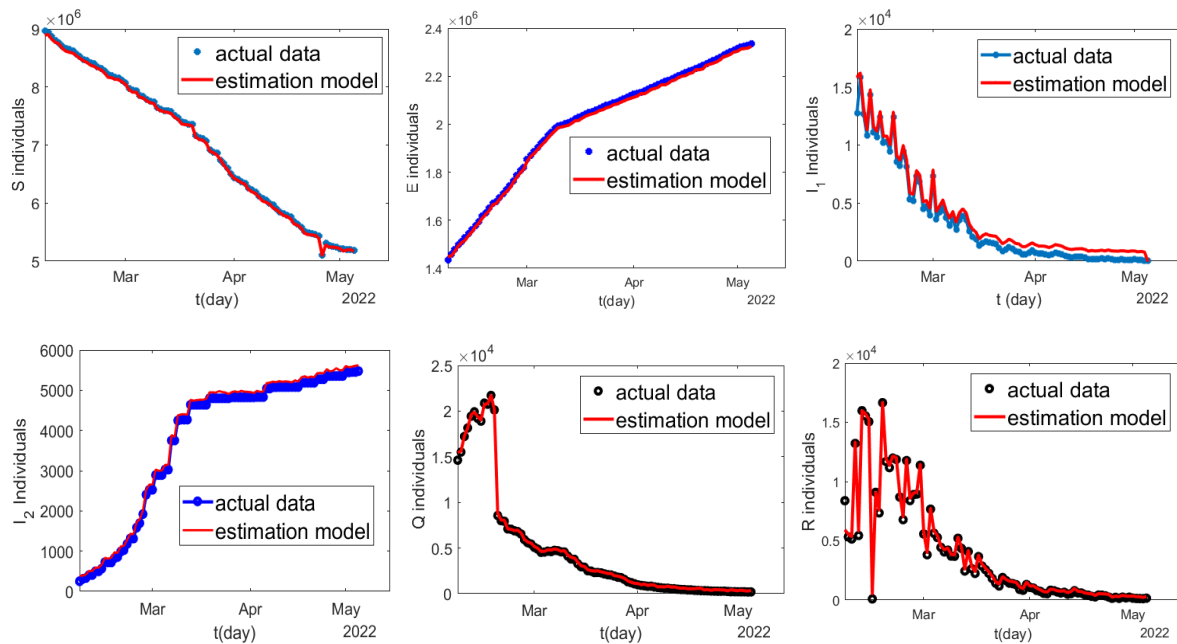 ×10⁶
9
8
7
6
5
S individuals
actual data
estimation model
Mar
Apr
May
t(day)
2022
×10⁶
2.4
2.2
2
1.8
1.6
1.4
E individuals
actual data
estimation model
Mar
Apr
May
t(day)
2022
×10⁴
2
1.5
1
0.5
0
I₁ Individuals
actual data
estimation model
Mar
Apr
May
t (day)
2022
6000
5000
4000
3000
2000
1000
0
I₂ Individuals
actual data
estimation model
Mar
Apr
May
t(day)
2022
×10⁴
2.5
2
1.5
1
0.5
0
Q individuals
actual data
estimation model
Mar
Apr
May
t(day)
2022
×10⁴
2
1.5
1
0.5
0
R individuals
actual data
estimation model
Mar
Apr
May
t(day)
2022